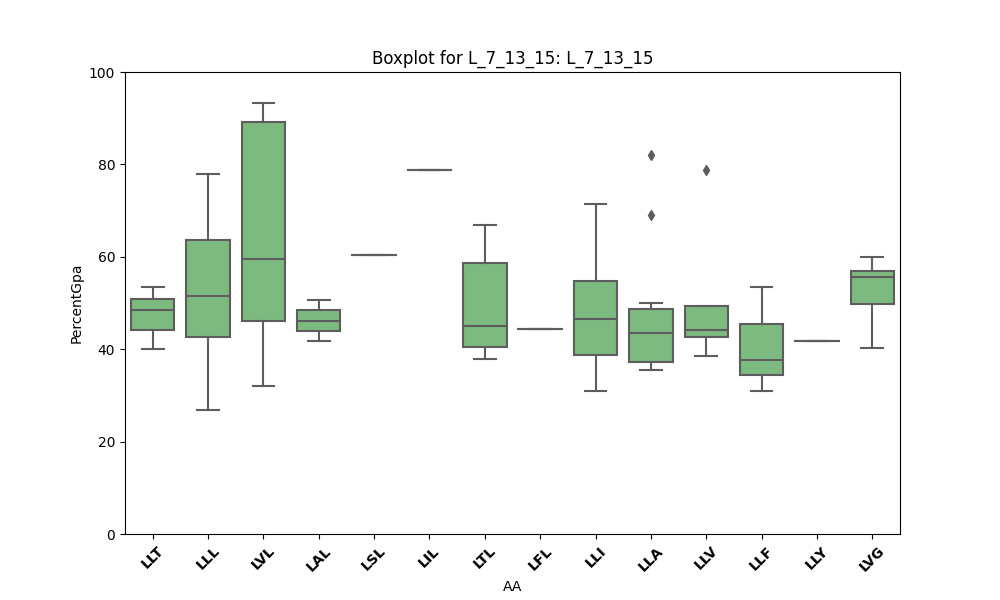 Boxplot for L_7_13_15: L_7_13_15
100
80
60
40
20
0
PercentGpa
LLT LLL LVL LAL LSL LIL LTL LFL LLI LLA LLV LLF LLY LVG
AA